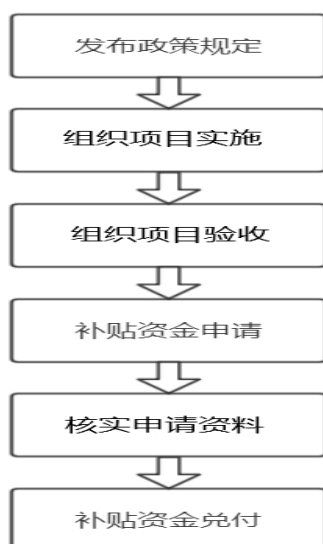 发布政策规定
组织项目实施
组织项目验收
补贴资金申请
核实申请资料
补贴资金兑付